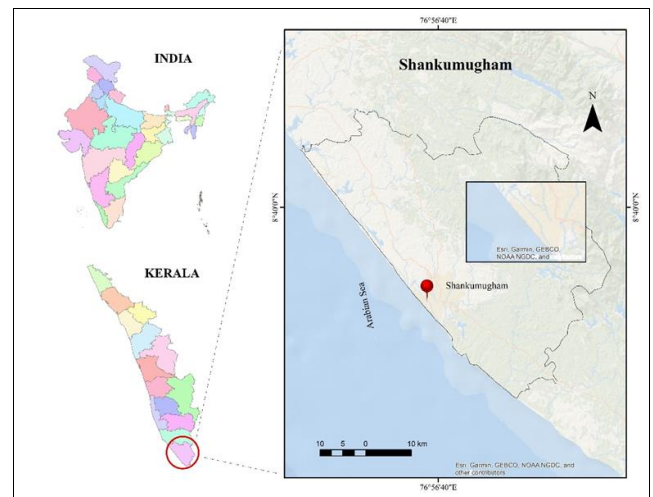 INDIA
KERALA
76°56'40"E
Shankumugham
N
8°40'0"N
8°40'0"N
Esri, Garmin, GEBCO,
NOAA NGDC, and
Shankumugham
Arabian Sea
10 5 0 10 km
Esri, Garmin, GEBCO, NOAA NGDC, and
other contributors
76°56'40"E